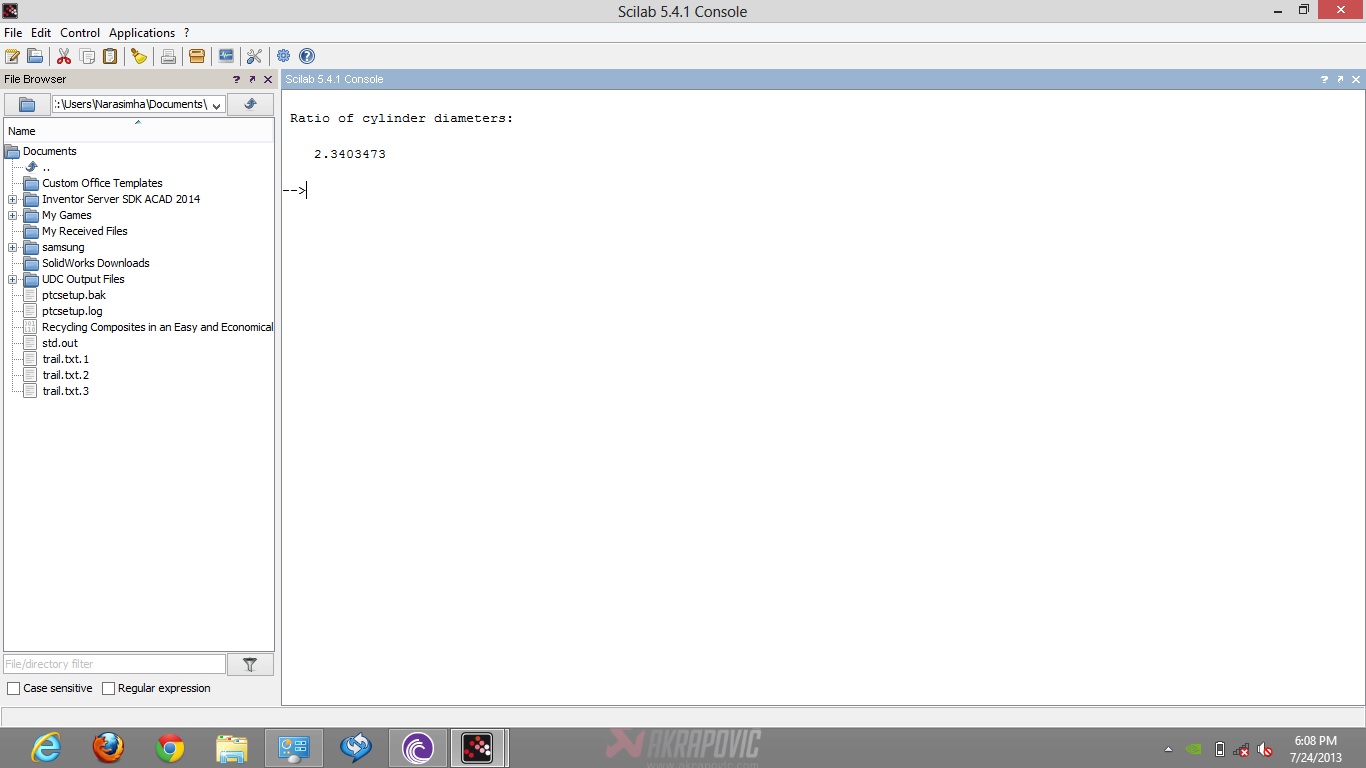 Scilab 5.4.1 Console
File Edit Control Applications ?
File Browser
Scilab 5.4.1 Console
:\Users\Narasimha\Documents\
Name
Documents
..
Custom Office Templates
Inventor Server SDK ACAD 2014
My Games
My Received Files
samsung
SolidWorks Downloads
UDC Output Files
ptcsetup.bak
ptcsetup.log
Recycling Composites in an Easy and Economical
std.out
trail.txt.1
trail.txt.2
trail.txt.3
File/directory filter
Case sensitive Regular expression
Ratio of cylinder diameters:
2.3403473
-->
AKRAPOVIC
www.akrapovic.com
6:08 PM
7/24/2013